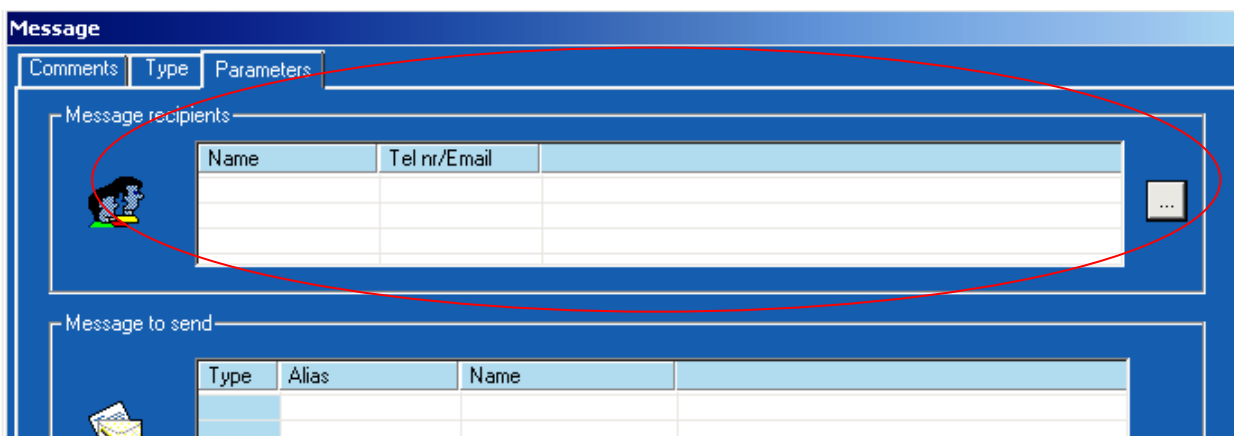 Message
Comments Type Parameters
Message recipients
Name Tel nr/Email
...
Message to send
Type Alias Name